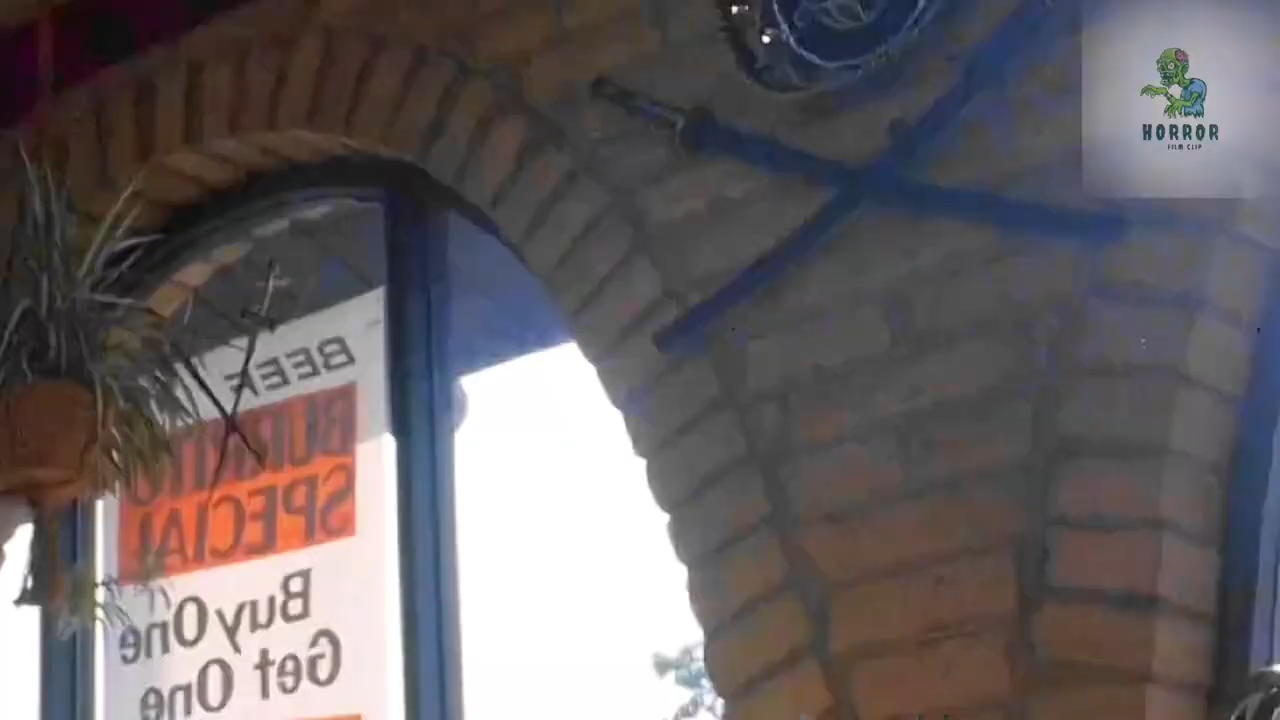 BEEF
BURRITO
SPECIAL
Buy One
Get One
HORROR
FILM CLIP